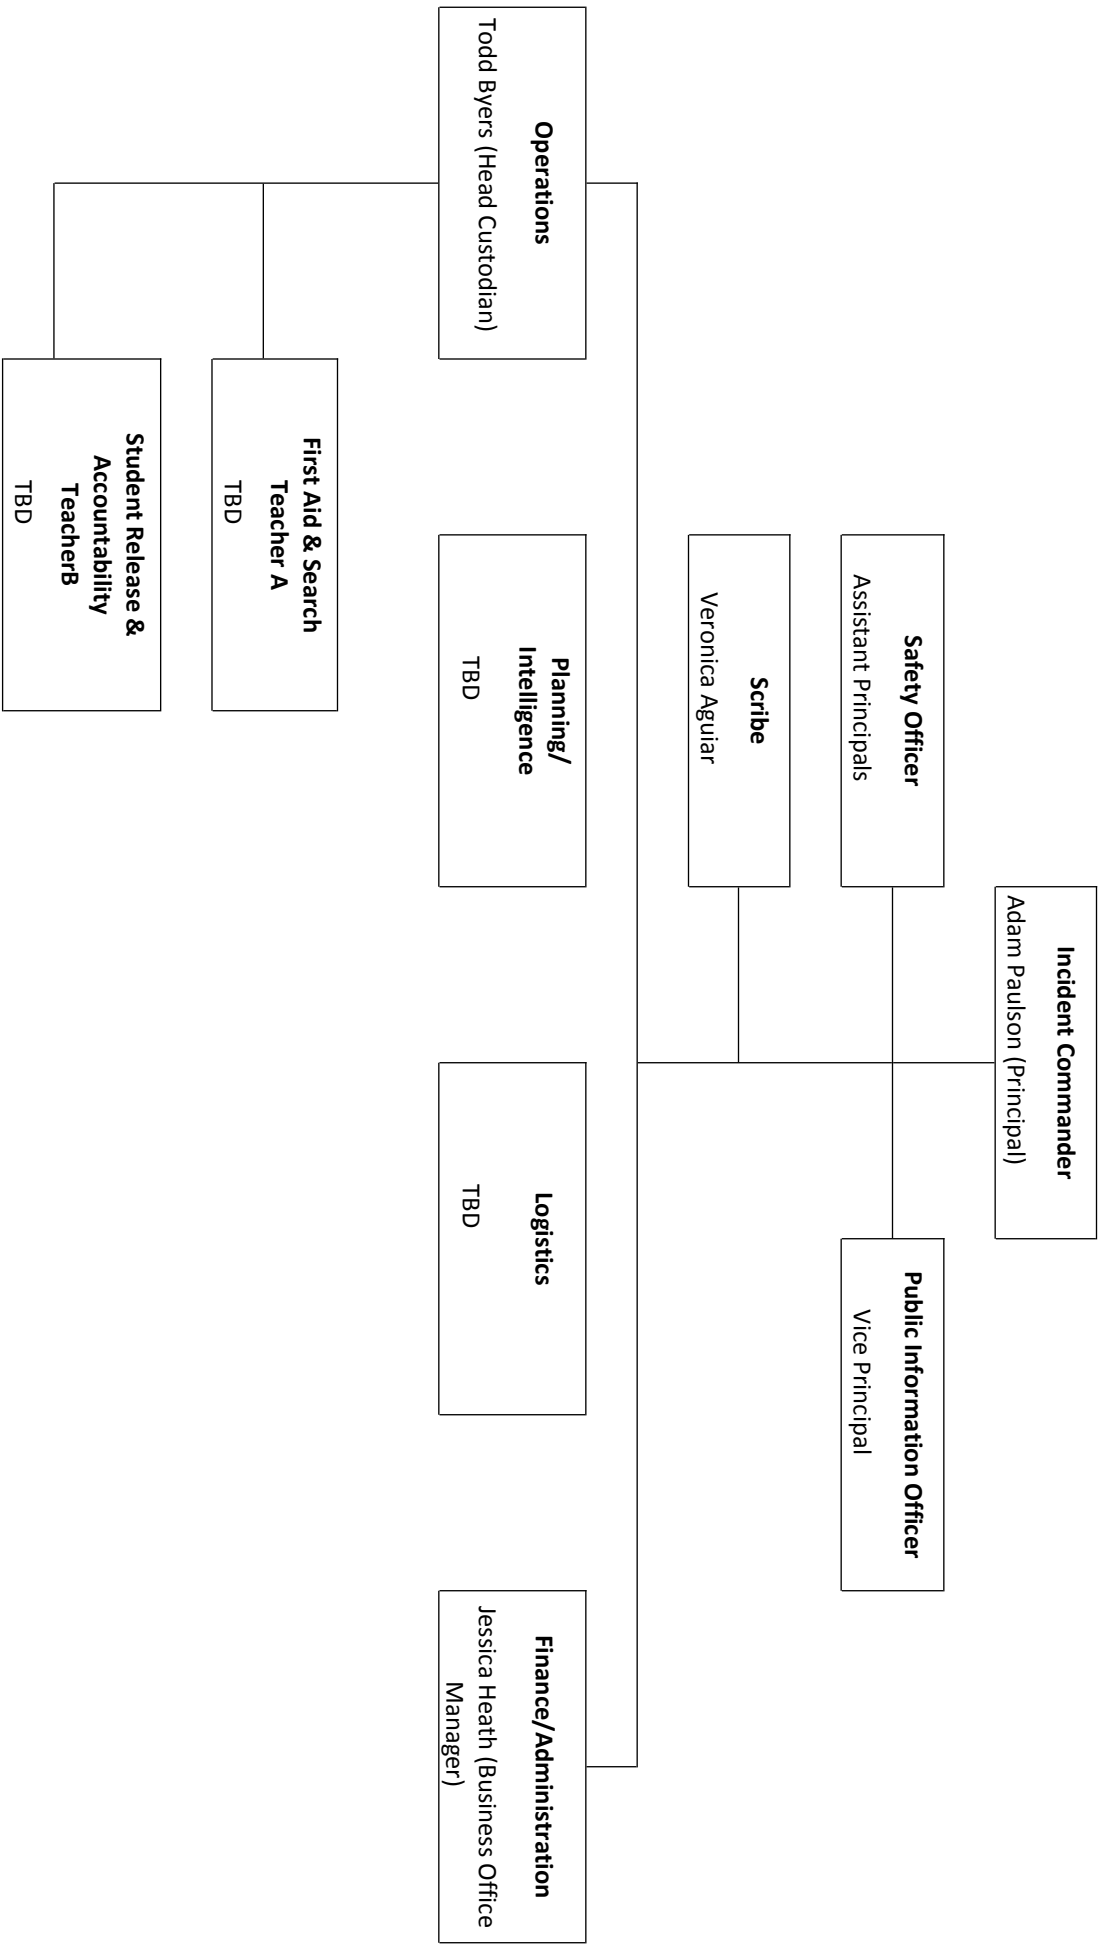 Incident Commander
Adam Paulson (Principal)
Safety Officer
Assistant Principals
Public Information Officer
Vice Principal
Scribe
Veronica Aguiar
Operations
Todd Byers (Head Custodian)
Planning/
Intelligence
TBD
Logistics
TBD
Finance/Administration
Jessica Heath (Business Office
Manager)
First Aid & Search
Teacher A
TBD
Student Release &
Accountability
TeacherB
TBD